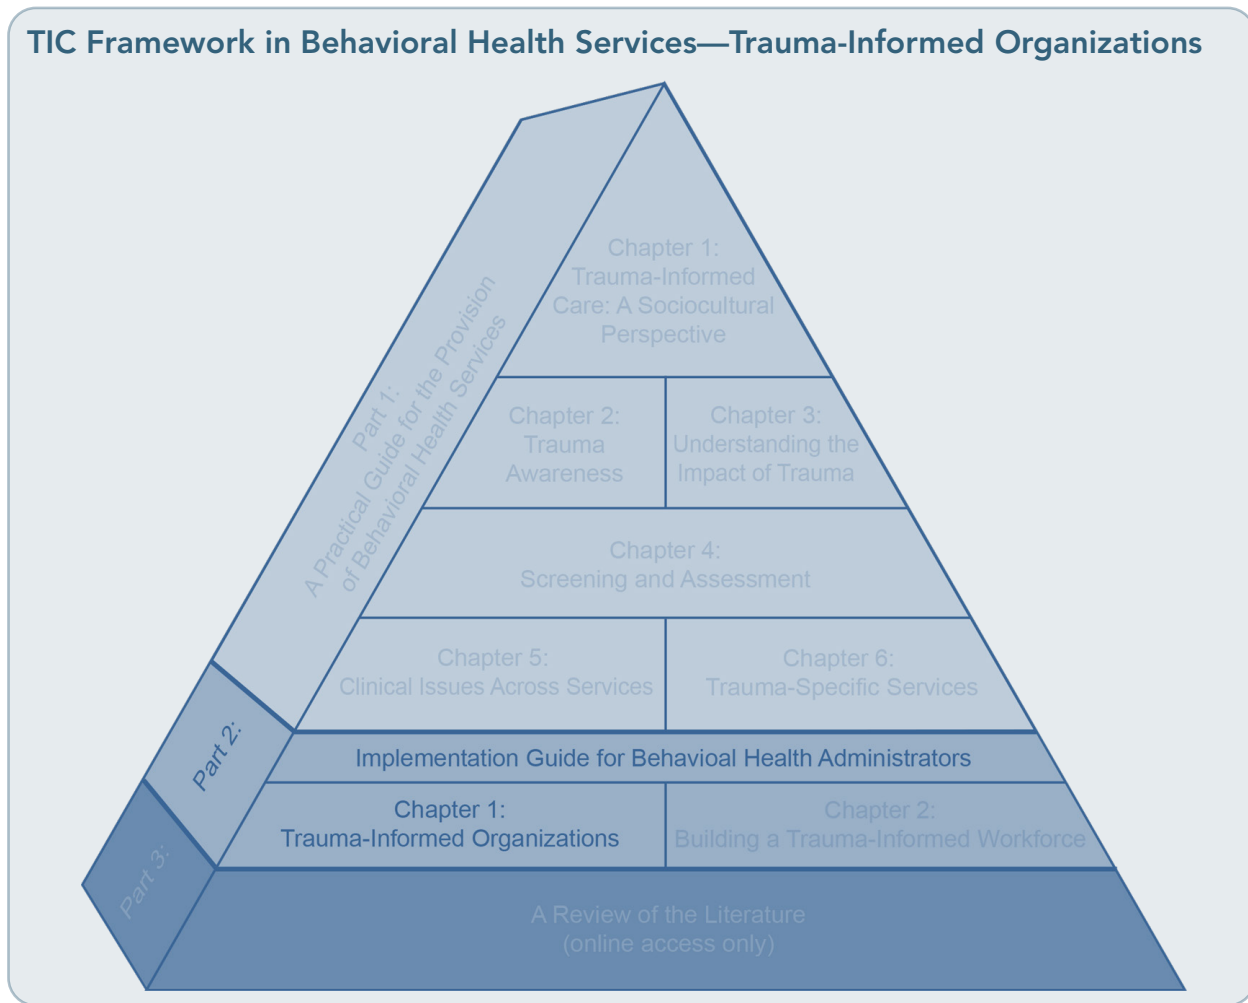 TIC Framework in Behavioral Health Services—Trauma-Informed Organizations
Part 1:
A Practical Guide for the Provision
of Behavioral Health Services
Chapter 1:
Trauma-Informed
Care: A Sociocultural
Perspective
Chapter 2:
Trauma
Awareness
Chapter 3:
Understanding the
Impact of Trauma
Chapter 4:
Screening and Assessment
Chapter 5:
Clinical Issues Across Services
Chapter 6:
Trauma-Specific Services
Part 2:
Implementation Guide for Behavioal Health Administrators
Chapter 1:
Trauma-Informed Organizations
Chapter 2:
Building a Trauma-Informed Workforce
Part 3:
A Review of the Literature
(online access only)